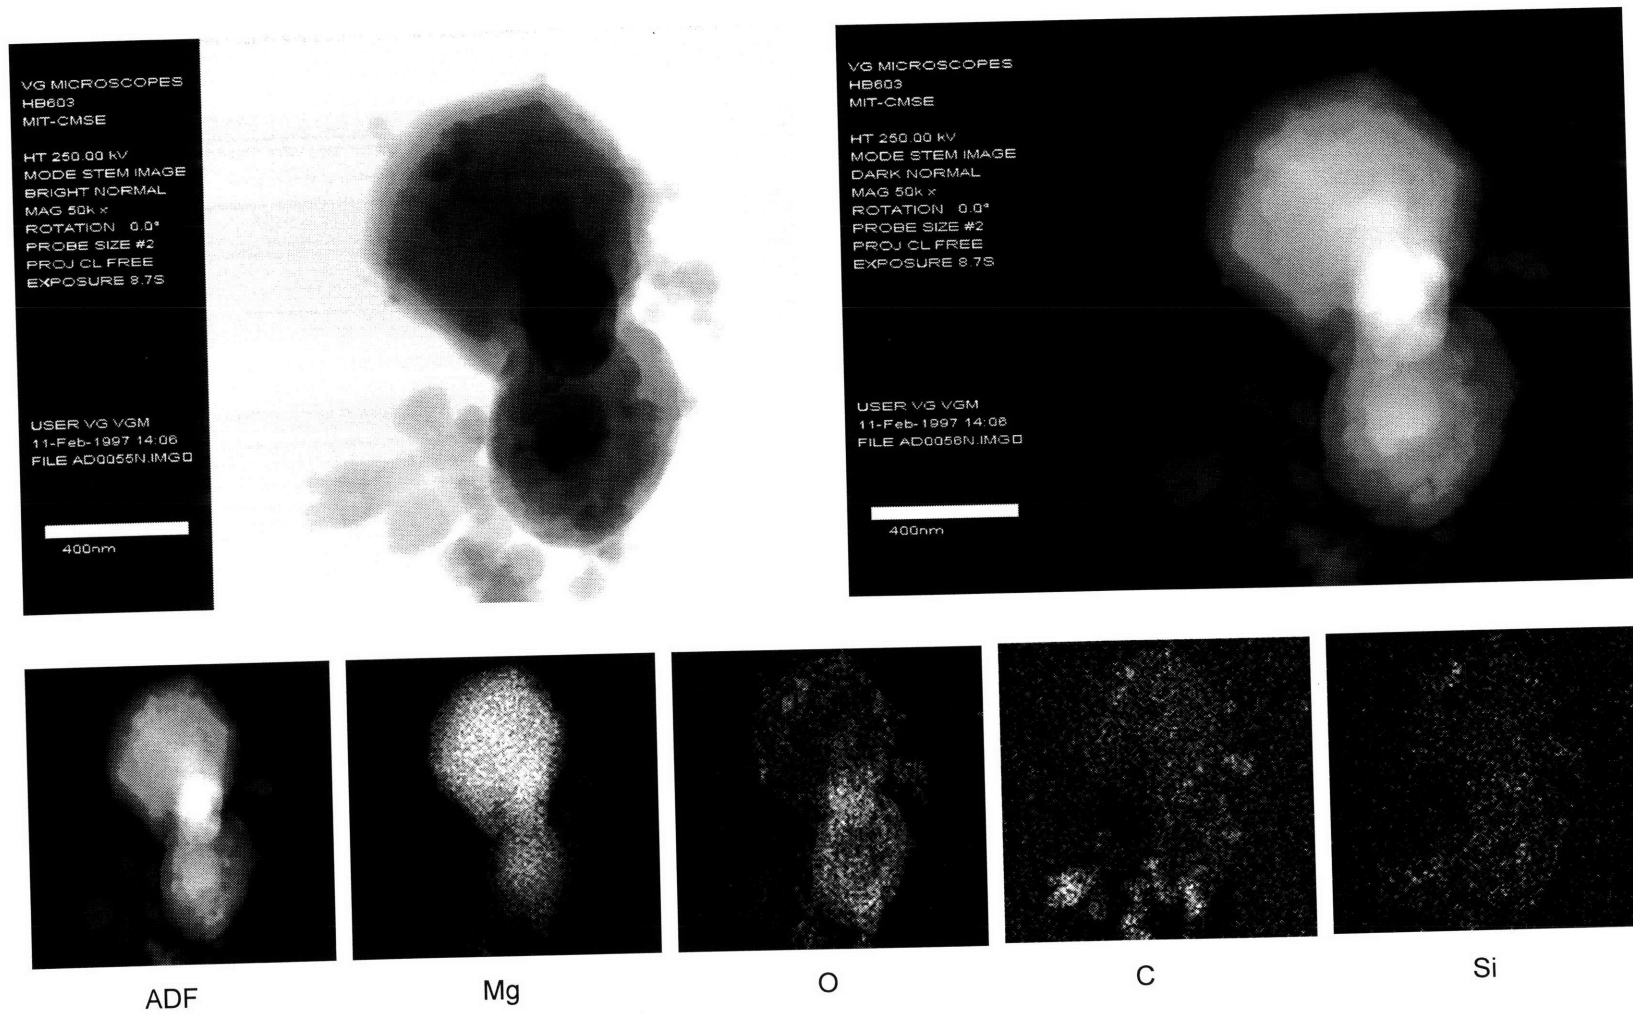 VG MICROSCOPES
HB603
MIT-CMSE
HT 250.00 kV
MODE STEM IMAGE
BRIGHT NORMAL
MAG 50k x
ROTATION 0.0°
PROBE SIZE #2
PROJ CL FREE
EXPOSURE 8.7S
USER VG VGM
11-Feb-1997 14:06
FILE AD0055N.IMG
400nm
VG MICROSCOPES
HB603
MIT-CMSE
HT 250.00 kV
MODE STEM IMAGE
DARK NORMAL
MAG 50k x
ROTATION 0.0°
PROBE SIZE #2
PROJ CL FREE
EXPOSURE 8.7S
USER VG VGM
11-Feb-1997 14:06
FILE AD0056N.IMG
400nm
ADF
Mg
O
C
Si